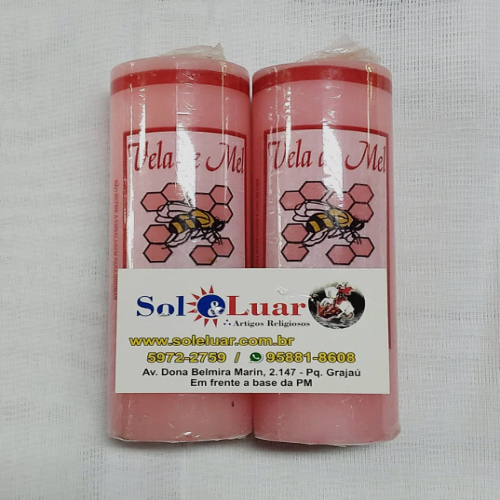 Vela de Mel
Vela de Mel
Sol & Luar
Artigos Religiosos
www.soleluar.com.br
5972-2759 / 95881-8608
Av. Dona Belmira Marin, 2.147 - Pq. Grajaú
Em frente a base da PM